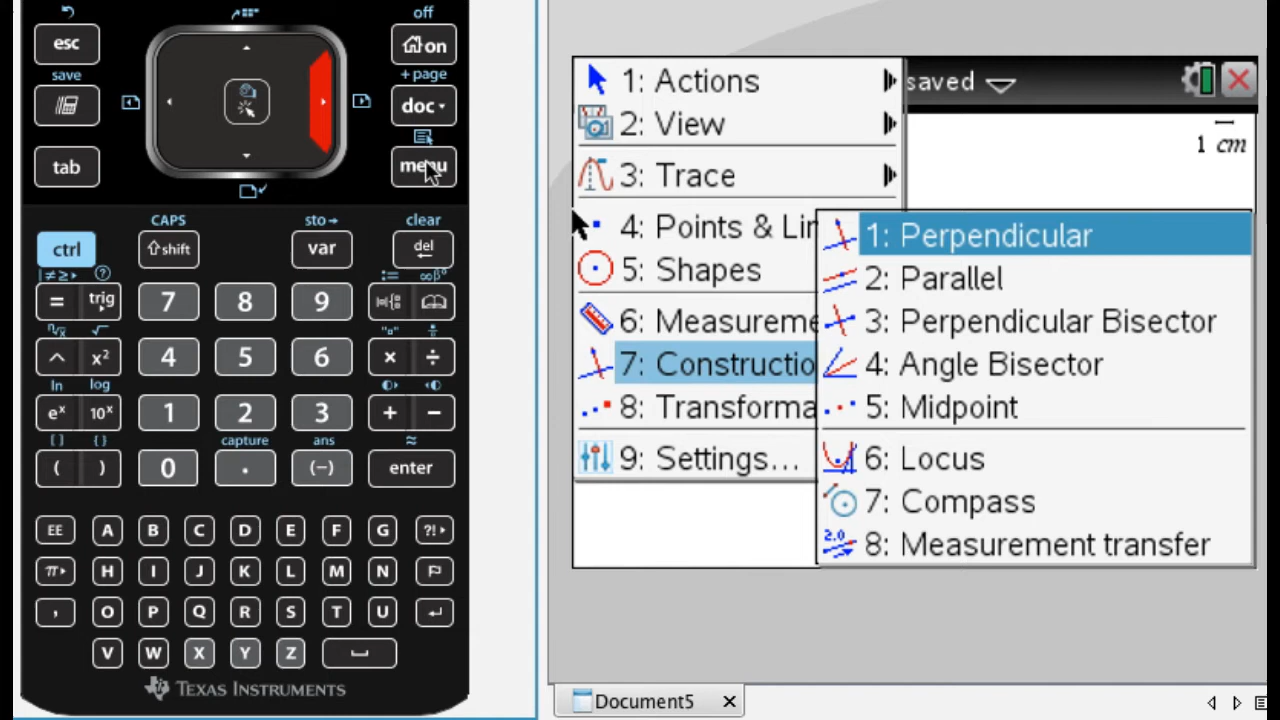 off
esc
on
save
+ page
doc
tab
menu
CAPS
sto→
clear
ctrl
⇧shift
var
del
|≠≥▸
:=
∞β°
=
trig
7
8
9
^
x²
4
5
6
×
÷
"□"
ln
log
eˣ
10ˣ
1
2
3
+
−
[ ]
{ }
capture
ans
≈
(
)
0
.
(−)
enter
EE
A
B
C
D
E
F
G
?!▸
π▸
H
I
J
K
L
M
N
,
O
P
Q
R
S
T
U
V
W
X
Y
Z
TEXAS INSTRUMENTS
1: Actions
saved
2: View
1 cm
3: Trace
4: Points & Lin
5: Shapes
6: Measureme
7: Constructio
8: Transforma
9: Settings...
1: Perpendicular
2: Parallel
3: Perpendicular Bisector
4: Angle Bisector
5: Midpoint
6: Locus
7: Compass
2.0
8: Measurement transfer
Document5